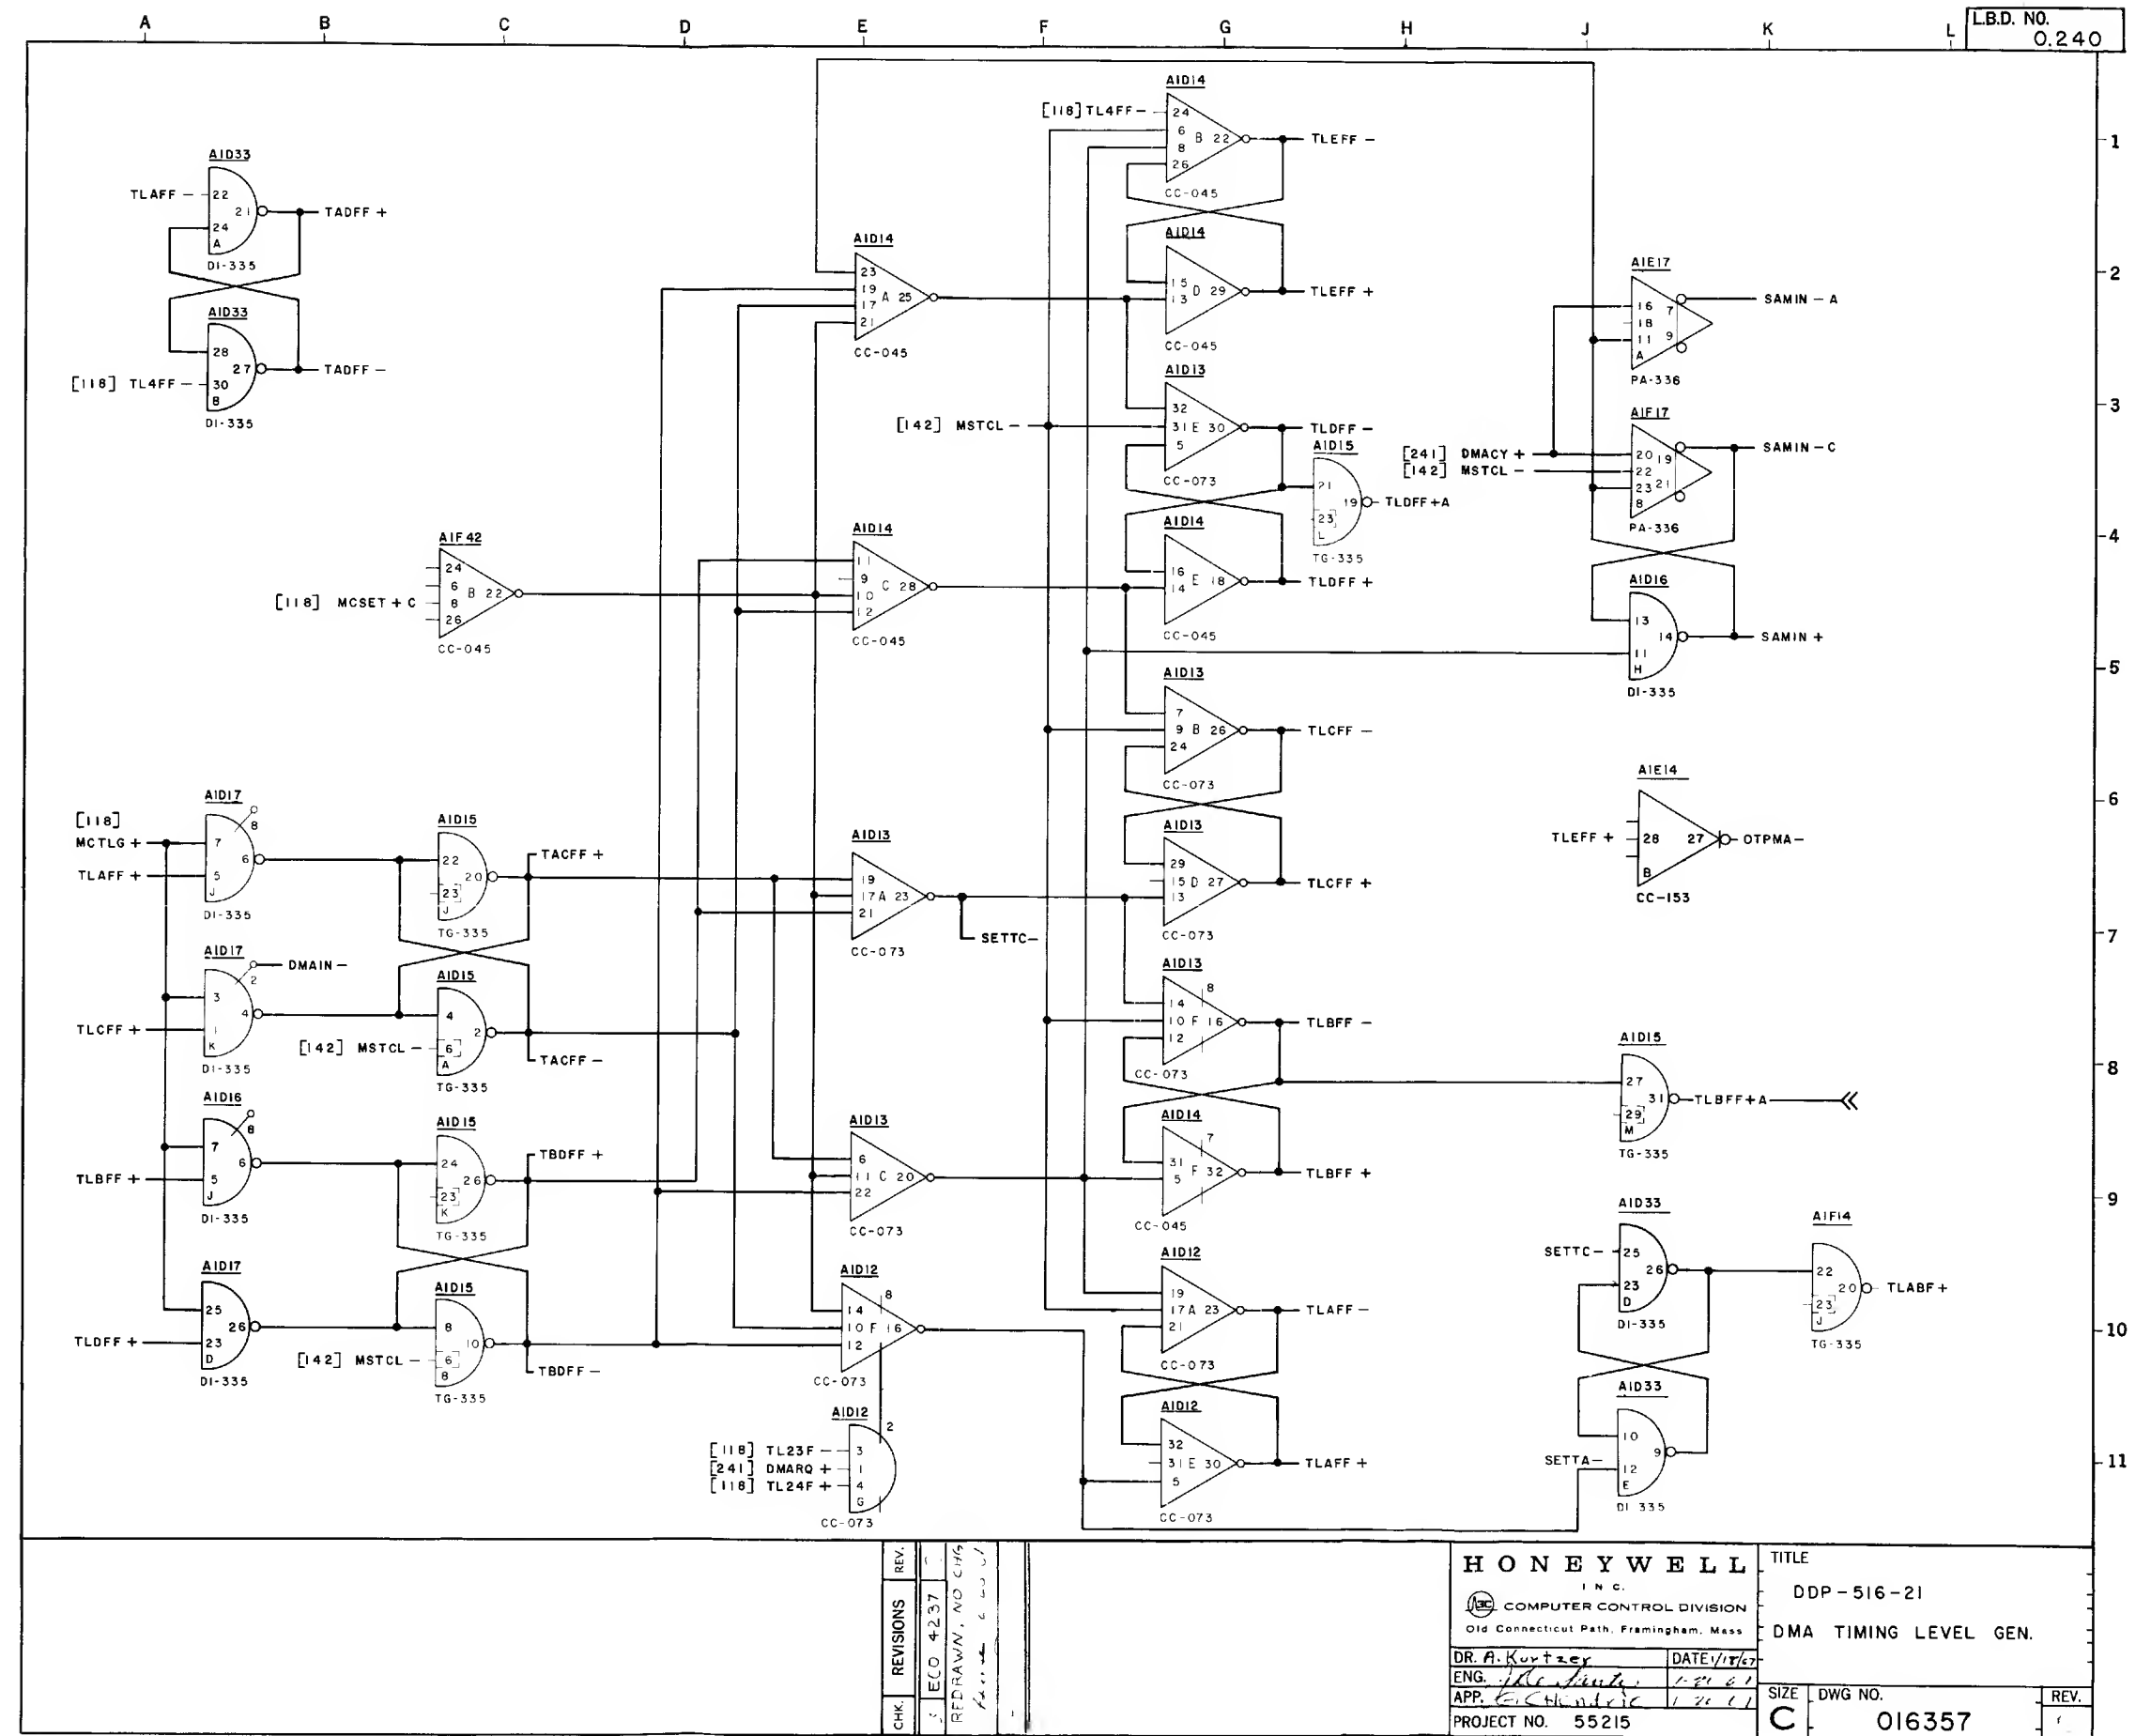 L.B.D. NO.
0.240
A B C D E F G H J K L
1
2
3
4
5
6
7
8
9
10
11
A1D33
TLAFF – 22
21
24
A
DI-335
TADFF +
A1D33
28
27
[118] TL4FF – 30
B
DI-335
TADFF –
A1F42
24
6 B 22
[118] MCSET + C 8
26
CC-045
[118]
MCTLG +
TLAFF +
A1D17
8
7
6
5
J
DI-335
A1D17
2
DMAIN –
3
4
TLCFF + 1
K
DI-335
A1D16
8
7
6
TLBFF + 5
J
DI-335
A1D17
25
26
TLDFF + 23
D
DI-335
A1D15
22
20
23
J
TG-335
TACFF +
A1D15
4
2
[142] MSTCL – 6
A
TG-335
TACFF –
A1D15
24
26
23
K
TG-335
TBDFF +
A1D15
8
10
[142] MSTCL – 6
8
TG-335
TBDFF –
A1D14
23
19 A 25
17
21
CC-045
A1D14
11
9 C 28
10
12
CC-045
A1D13
19
17 A 23
21
CC-073
SETTC–
A1D13
6
11 C 20
22
CC-073
A1D12
8
14
10 F 16
12
CC-073
A1D12
2
[118] TL23F – 3
[241] DMARQ + 1
[118] TL24F + 4
G
CC-073
A1D14
[118] TL4FF – 24
6 B 22
8
26
CC-045
TLEFF –
A1D14
15 D 29
13
CC-045
TLEFF +
A1D13
32
[142] MSTCL – 31 E 30
5
CC-073
TLDFF –
A1D15
21
19
23
L
TG-335
TLDFF+A
A1D14
16 E 18
14
CC-045
TLDFF +
A1D13
7
9 B 26
24
CC-073
TLCFF –
A1D13
29
15 D 27
13
CC-073
TLCFF +
A1D13
8
14
10 F 16
12
CC-073
TLBFF –
A1D14
7
31
5 F 32
CC-045
TLBFF +
A1D12
19
17 A 23
21
CC-073
TLAFF –
A1D12
32
31 E 30
5
CC-073
TLAFF +
A1E17
16 7
18
11 9
A
PA-336
SAMIN – A
A1F17
[241] DMACY + 20 19
[142] MSTCL – 22
23 21
8
PA-336
SAMIN – C
A1D16
13
14
11
H
DI-335
SAMIN +
A1E14
TLEFF + 28 27 OTPMA–
B
CC-153
A1D15
27
31
29
M
TG-335
TLBFF+A
A1D33
SETTC– 25
26
23
D
DI-335
A1F14
22
20
23
J
TG-335
TLABF +
A1D33
10
9
SETTA– 12
E
DI 335
CHK. REVISIONS REV.
ECO 4237
REDRAWN, NO CHG
HONEYWELL
INC.
3C COMPUTER CONTROL DIVISION
Old Connecticut Path, Framingham, Mass
DR. A. Kurtzer DATE 1/18/67
ENG.
APP.
PROJECT NO. 55215
TITLE
DDP-516-21
DMA TIMING LEVEL GEN.
SIZE C
DWG NO. 016357
REV.